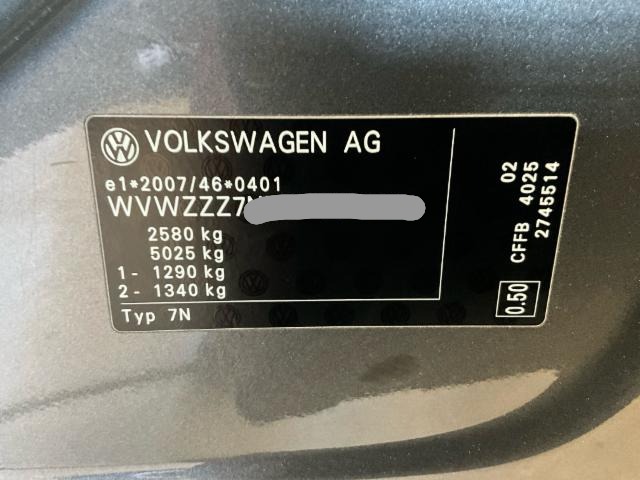 VOLKSWAGEN AG
e1*2007/46*0401
WVWZZZ7N
2580 kg
5025 kg
1- 1290 kg
2- 1340 kg
Typ 7N
02
CFFB 4025
2745514
0.50